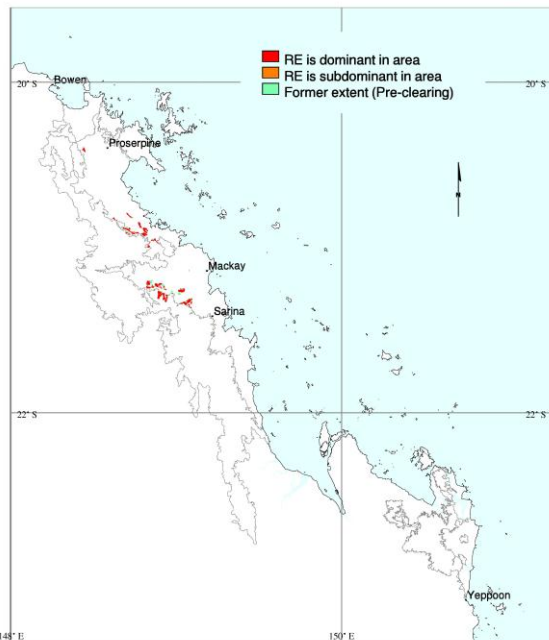 RE is dominant in area
RE is subdominant in area
Former extent (Pre-clearing)
20° S
20° S
Bowen
Proserpine
N
Mackay
Sarina
22° S
22° S
Yeppoon
148° E
150° E